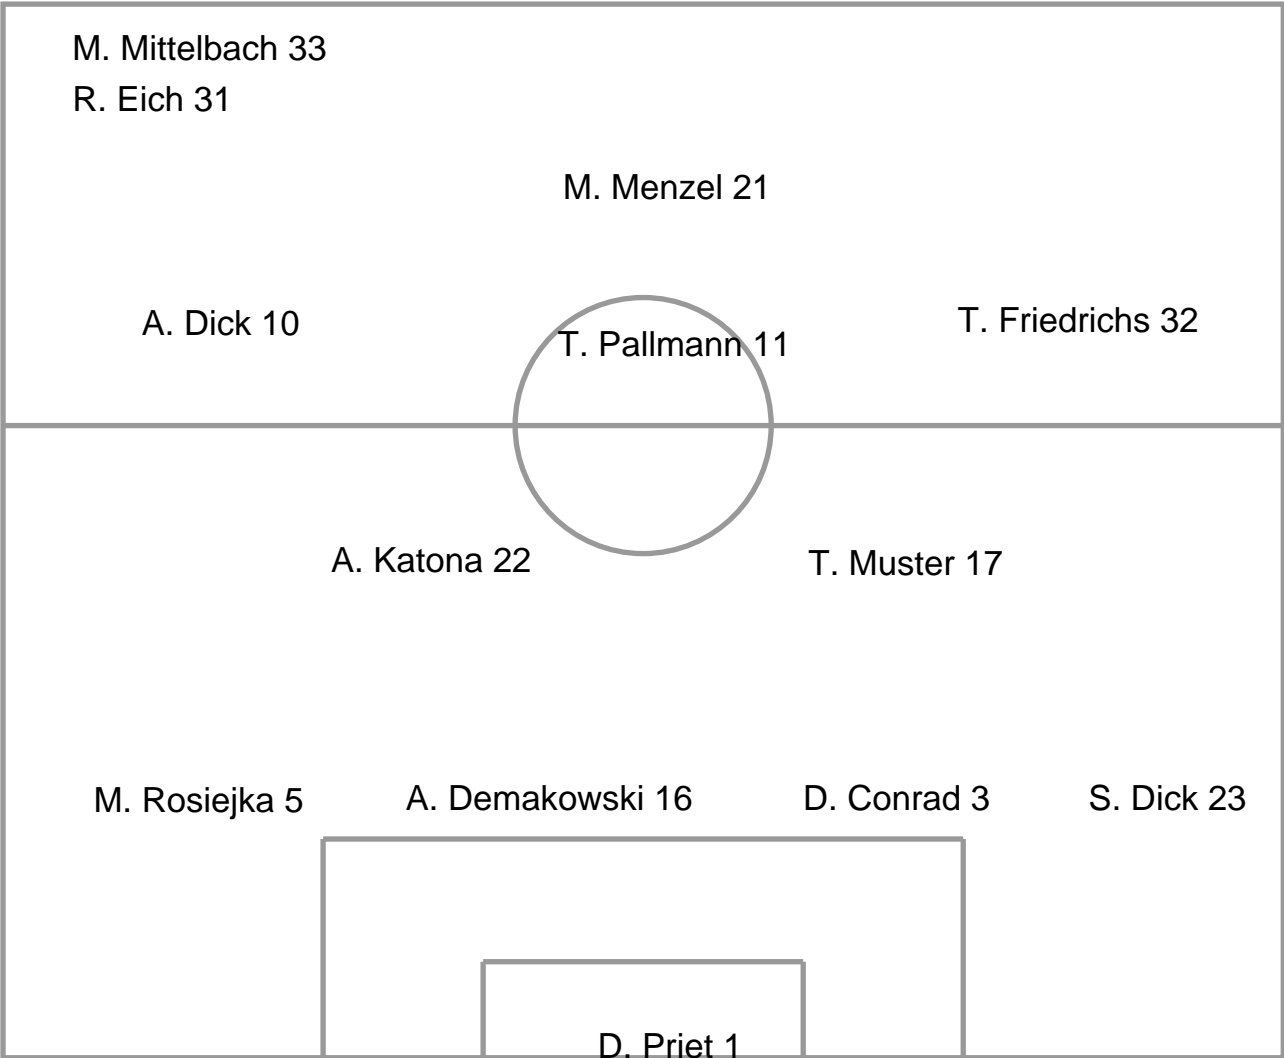 M. Mittelbach 33
R. Eich 31
M. Menzel 21
A. Dick 10
T. Pallmann 11
T. Friedrichs 32
A. Katona 22
T. Muster 17
M. Rosiejka 5
A. Demakowski 16
D. Conrad 3
S. Dick 23
D. Priet 1